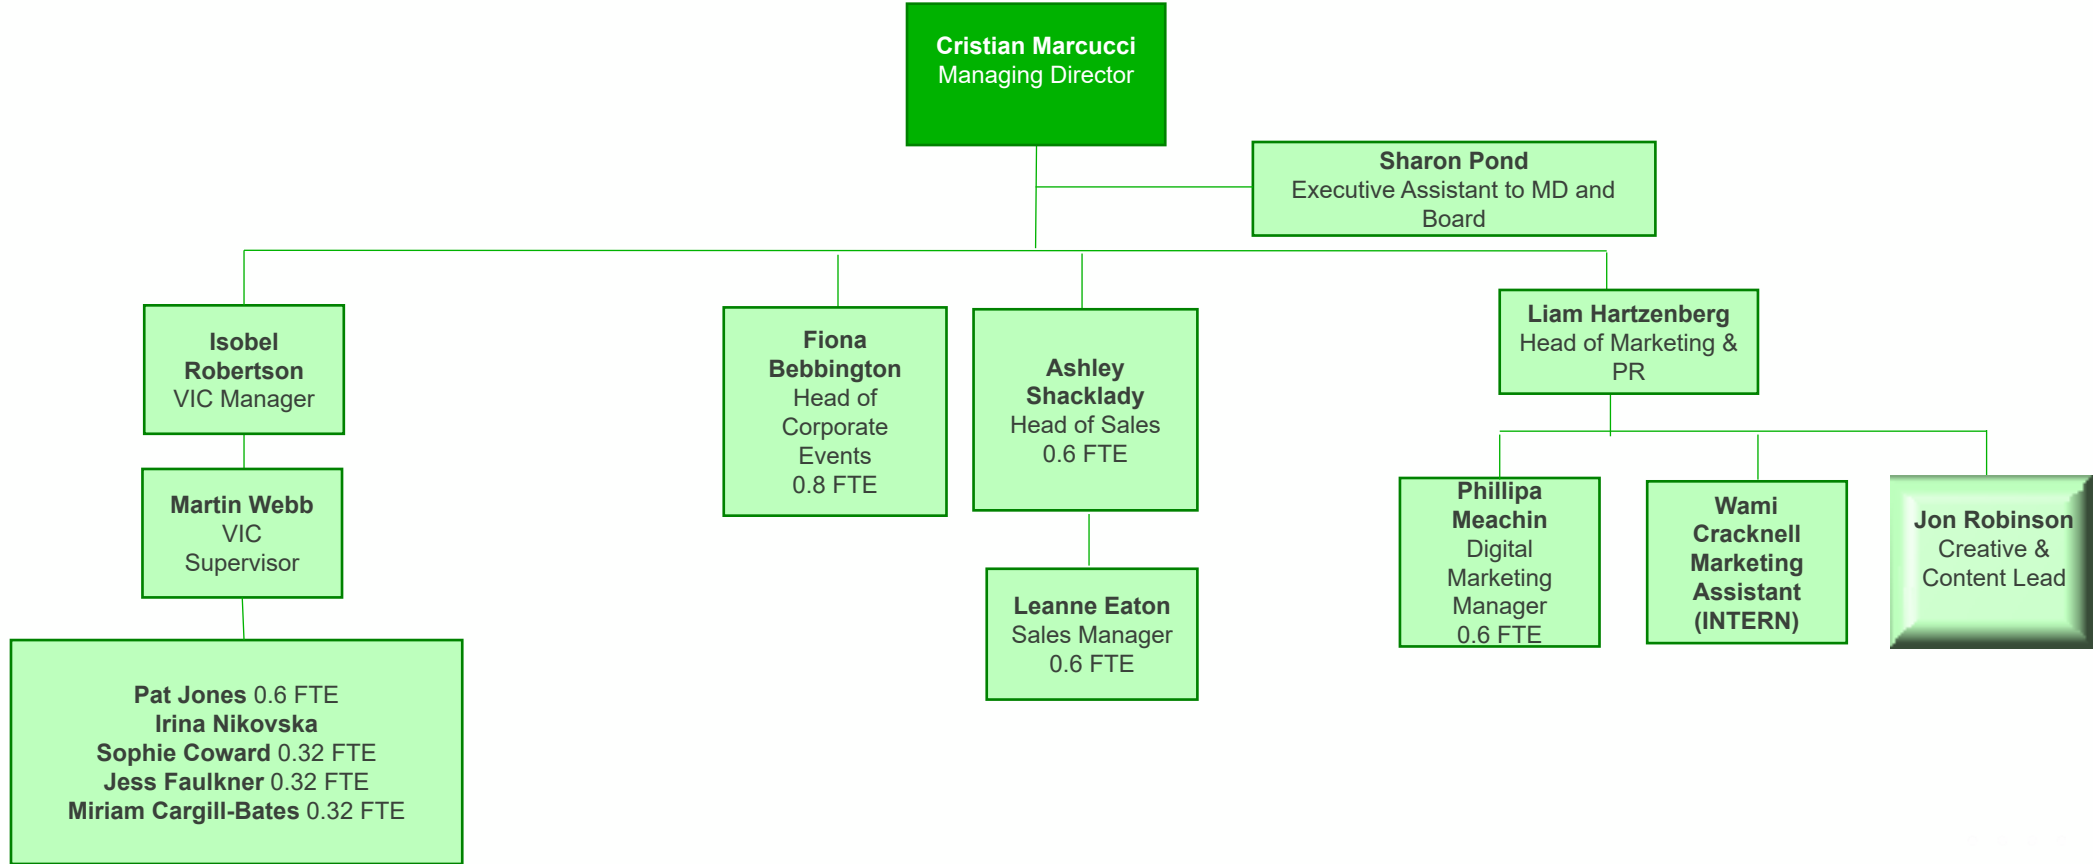 Cristian Marcucci
Managing Director
Sharon Pond
Executive Assistant to MD and
Board
Isobel
Robertson
VIC Manager
Fiona
Bebbington
Head of
Corporate
Events
0.8 FTE
Ashley
Shacklady
Head of Sales
0.6 FTE
Liam Hartzenberg
Head of Marketing &
PR
Martin Webb
VIC
Supervisor
Leanne Eaton
Sales Manager
0.6 FTE
Phillipa
Meachin
Digital
Marketing
Manager
0.6 FTE
Wami
Cracknell
Marketing
Assistant
(INTERN)
Jon Robinson
Creative &
Content Lead
Pat Jones 0.6 FTE
Irina Nikovska
Sophie Coward 0.32 FTE
Jess Faulkner 0.32 FTE
Miriam Cargill-Bates 0.32 FTE